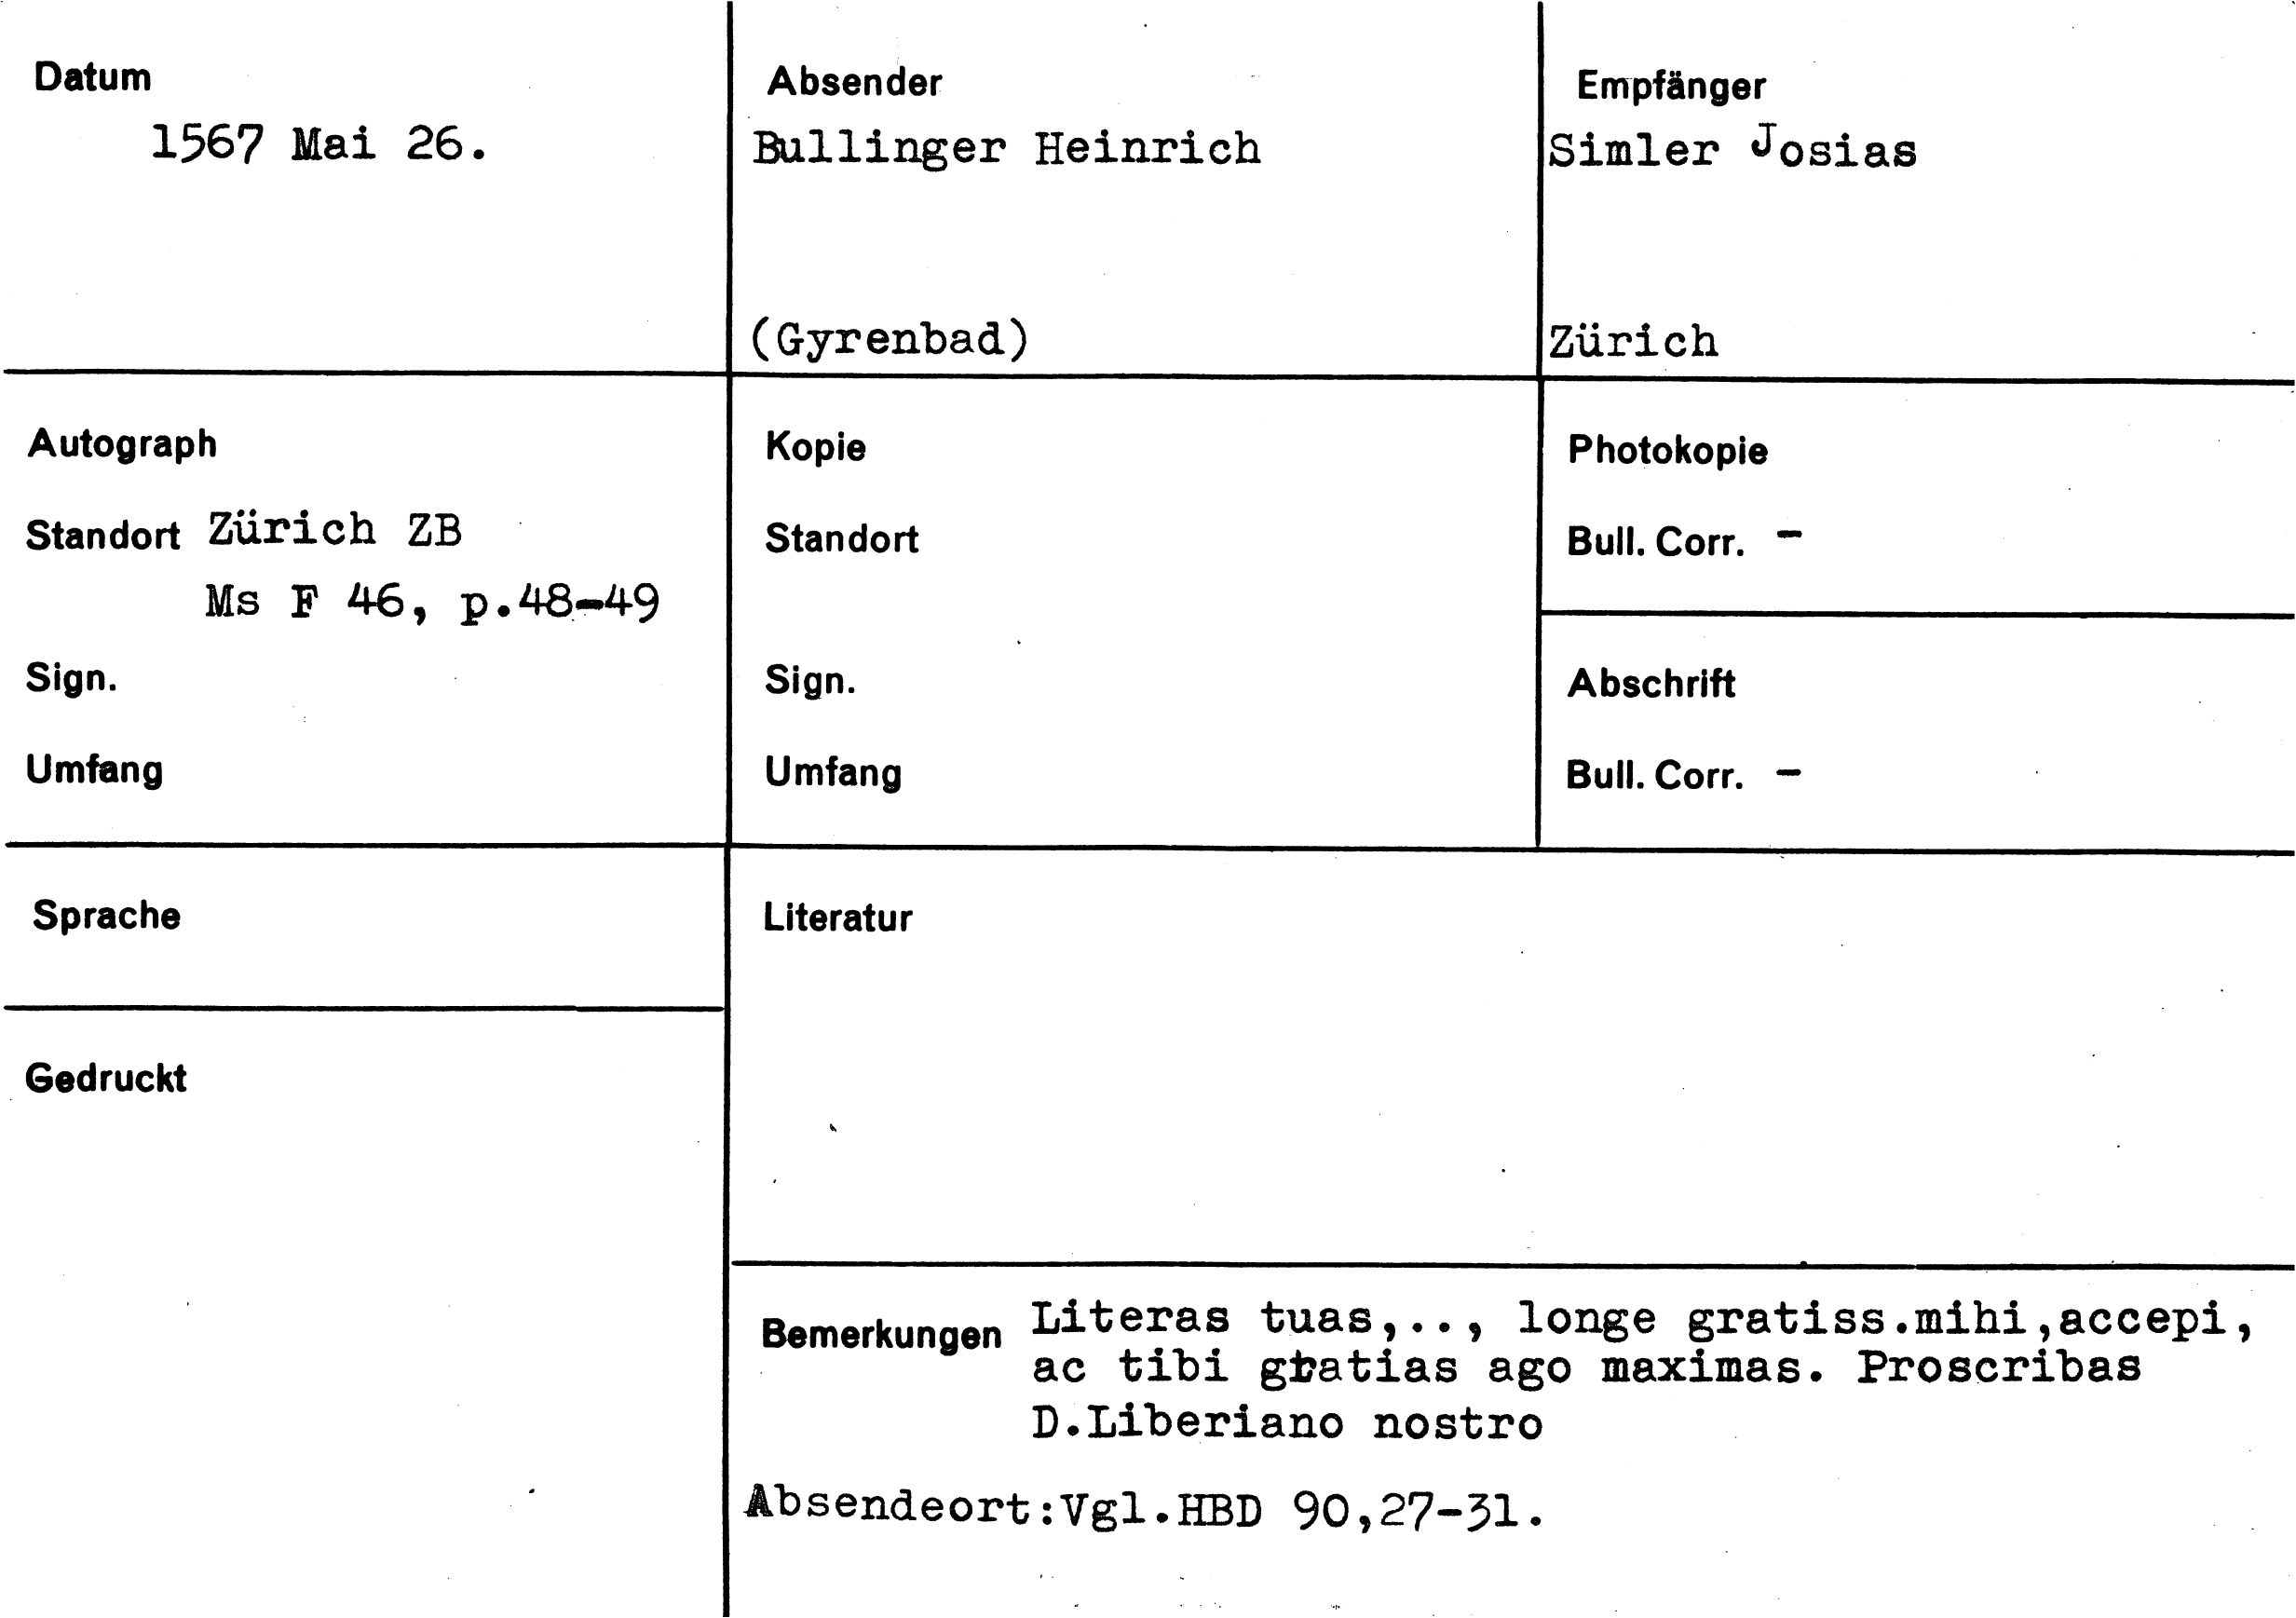 Datum
1567 Mai 26.
Absender
Bullinger Heinrich
(Gyrenbad)
Empfänger
Simler Josias
Zürich
Autograph
Standort Zürich ZB
Ms F 46, p.48-49
Sign.
Umfang
Kopie
Standort
Sign.
Umfang
Photokopie
Bull. Corr. -
Abschrift
Bull. Corr. -
Sprache
Gedruckt
Literatur
Bemerkungen Literas tuas,.., longe gratiss.mihi,accepi,
ac tibi gratias ago maximas. Proscribas
D.Liberiano nostro
Absendeort:Vgl.HBD 90,27-31.